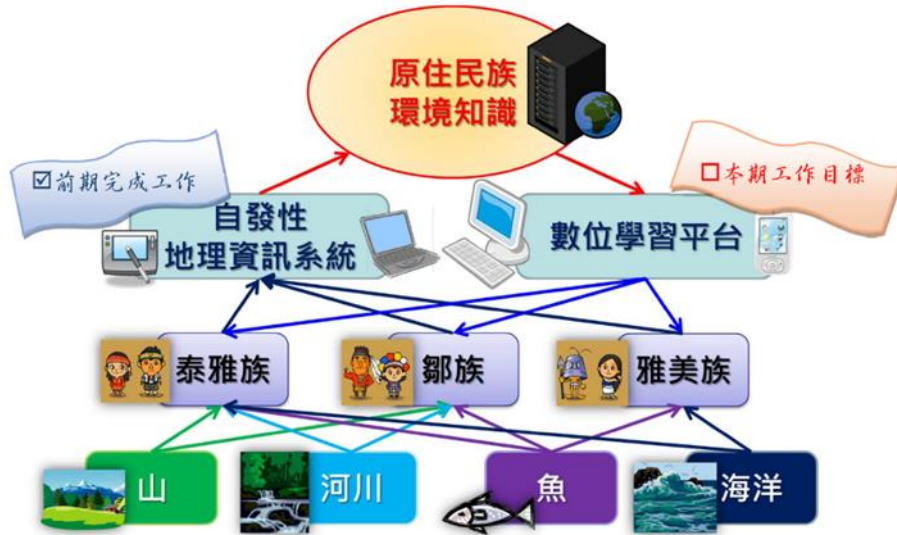 原住民族
環境知識
☑前期完成工作
☐本期工作目標
自發性
地理資訊系統
數位學習平台
泰雅族
鄒族
雅美族
山
河川
魚
海洋